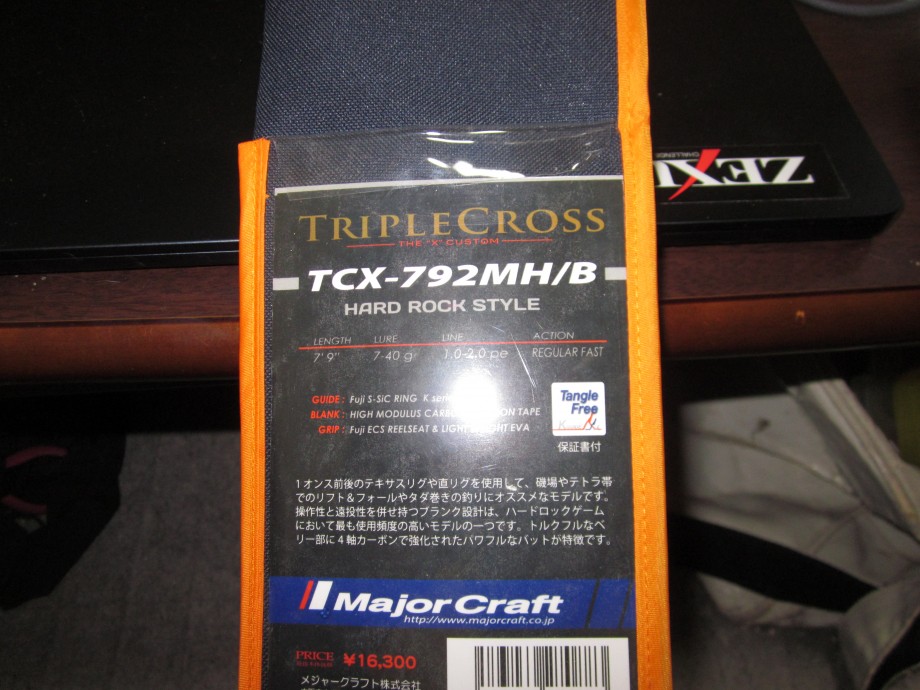 ZEXUS
TRIPLECROSS
THE "X" CUSTOM
TCX-792MH/B
HARD ROCK STYLE
LENGTH LURE LINE ACTION
7'9" 7-40 gr 1.0-2.0 pe REGULAR FAST
GUIDE: Fuji S-SiC RING K
BLANK: HIGH MODULUS TAPE
GRIP: Fuji ECS REELSEAT & EVA
Tangle
Free
保証書付
1オンス前後のテキサスリグや直リグを使用して、磯場やテトラ帯
でのリフト&フォールやタダ巻きの釣りにオススメなモデルです。
操作性と遠投性を併せ持つブランク設計は、ハードロックゲーム
において最も使用頻度の高いモデルの一つです。トルクフルなベ
リー部に4軸カーボンで強化されたパワフルなバットが特徴です。
Major Craft
http://www.majorcraft.co.jp
PRICE ¥16,300
メジャークラフト株式会社